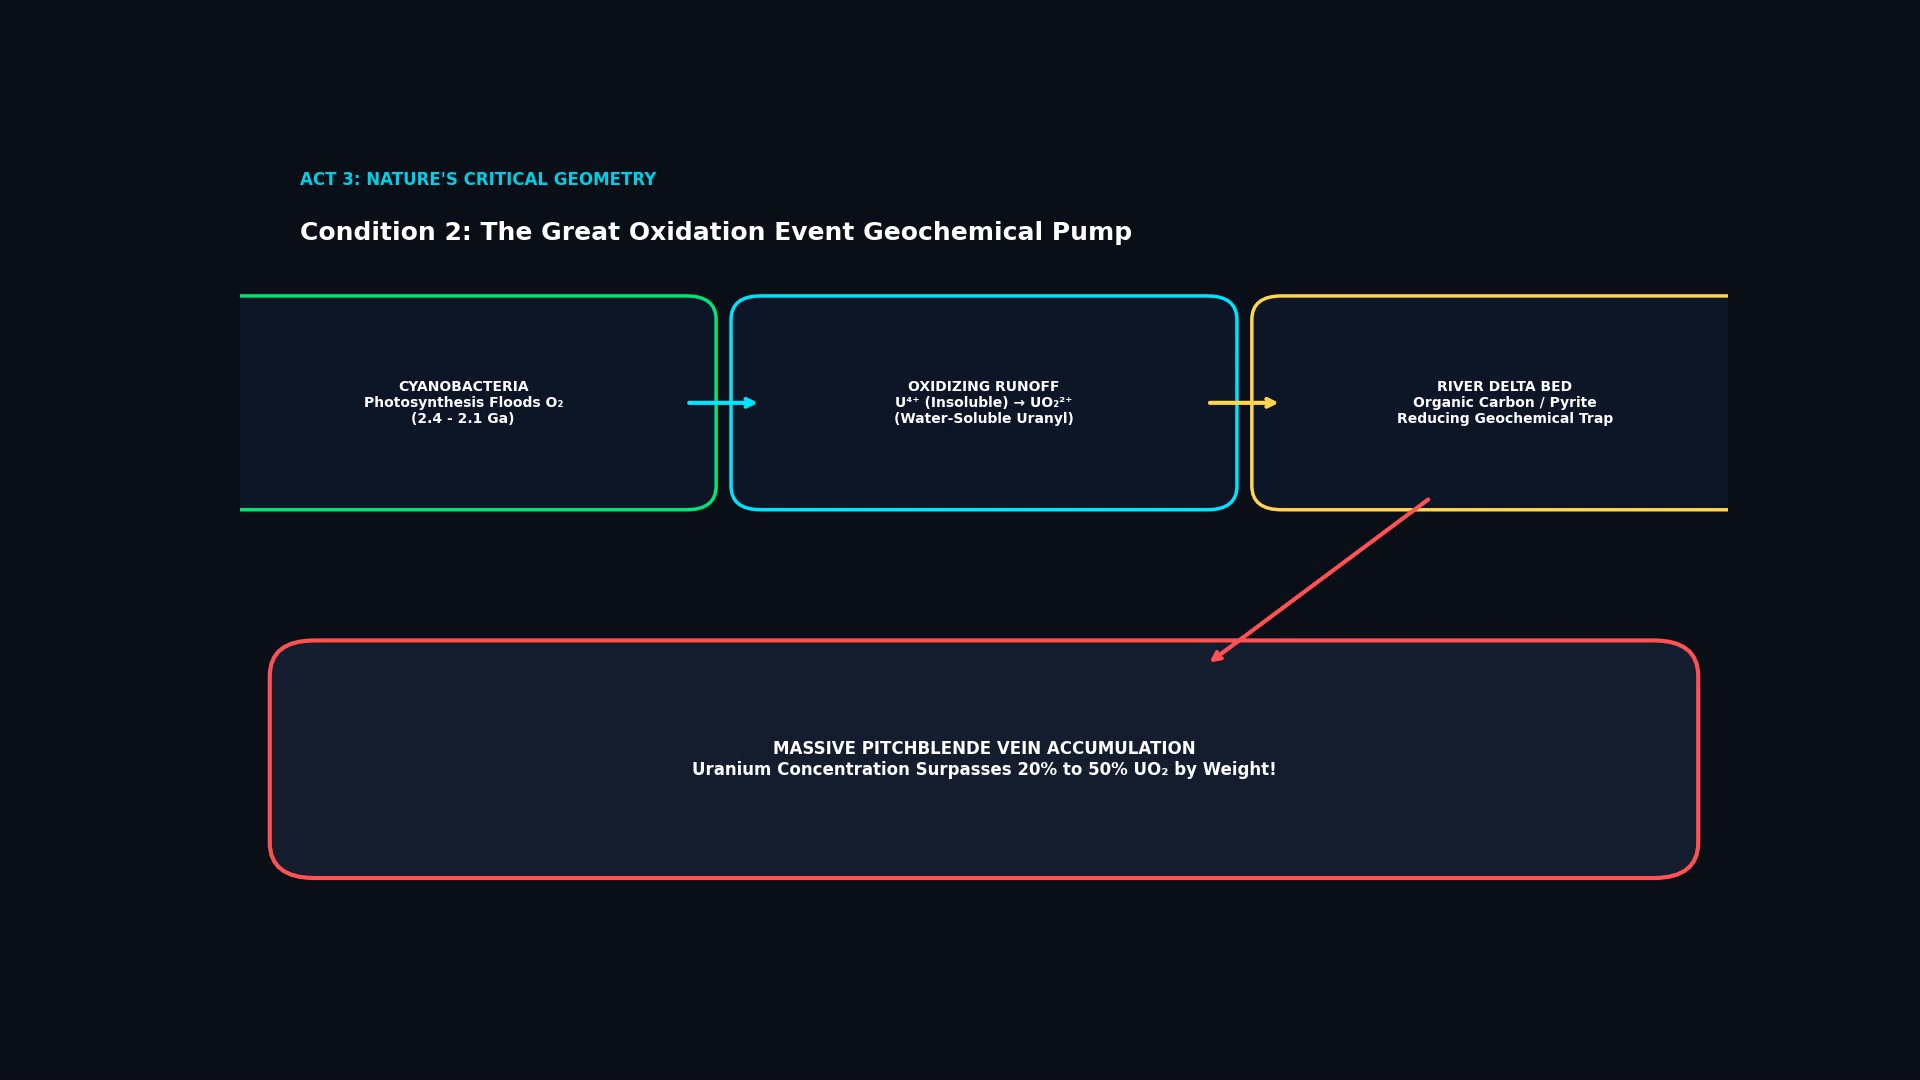 ACT 3: NATURE'S CRITICAL GEOMETRY
Condition 2: The Great Oxidation Event Geochemical Pump
CYANOBACTERIA
Photosynthesis Floods O₂
(2.4 - 2.1 Ga)
OXIDIZING RUNOFF
U⁴⁺ (Insoluble) → UO₂²⁺
(Water-Soluble Uranyl)
RIVER DELTA BED
Organic Carbon / Pyrite
Reducing Geochemical Trap
MASSIVE PITCHBLENDE VEIN ACCUMULATION
Uranium Concentration Surpasses 20% to 50% UO₂ by Weight!